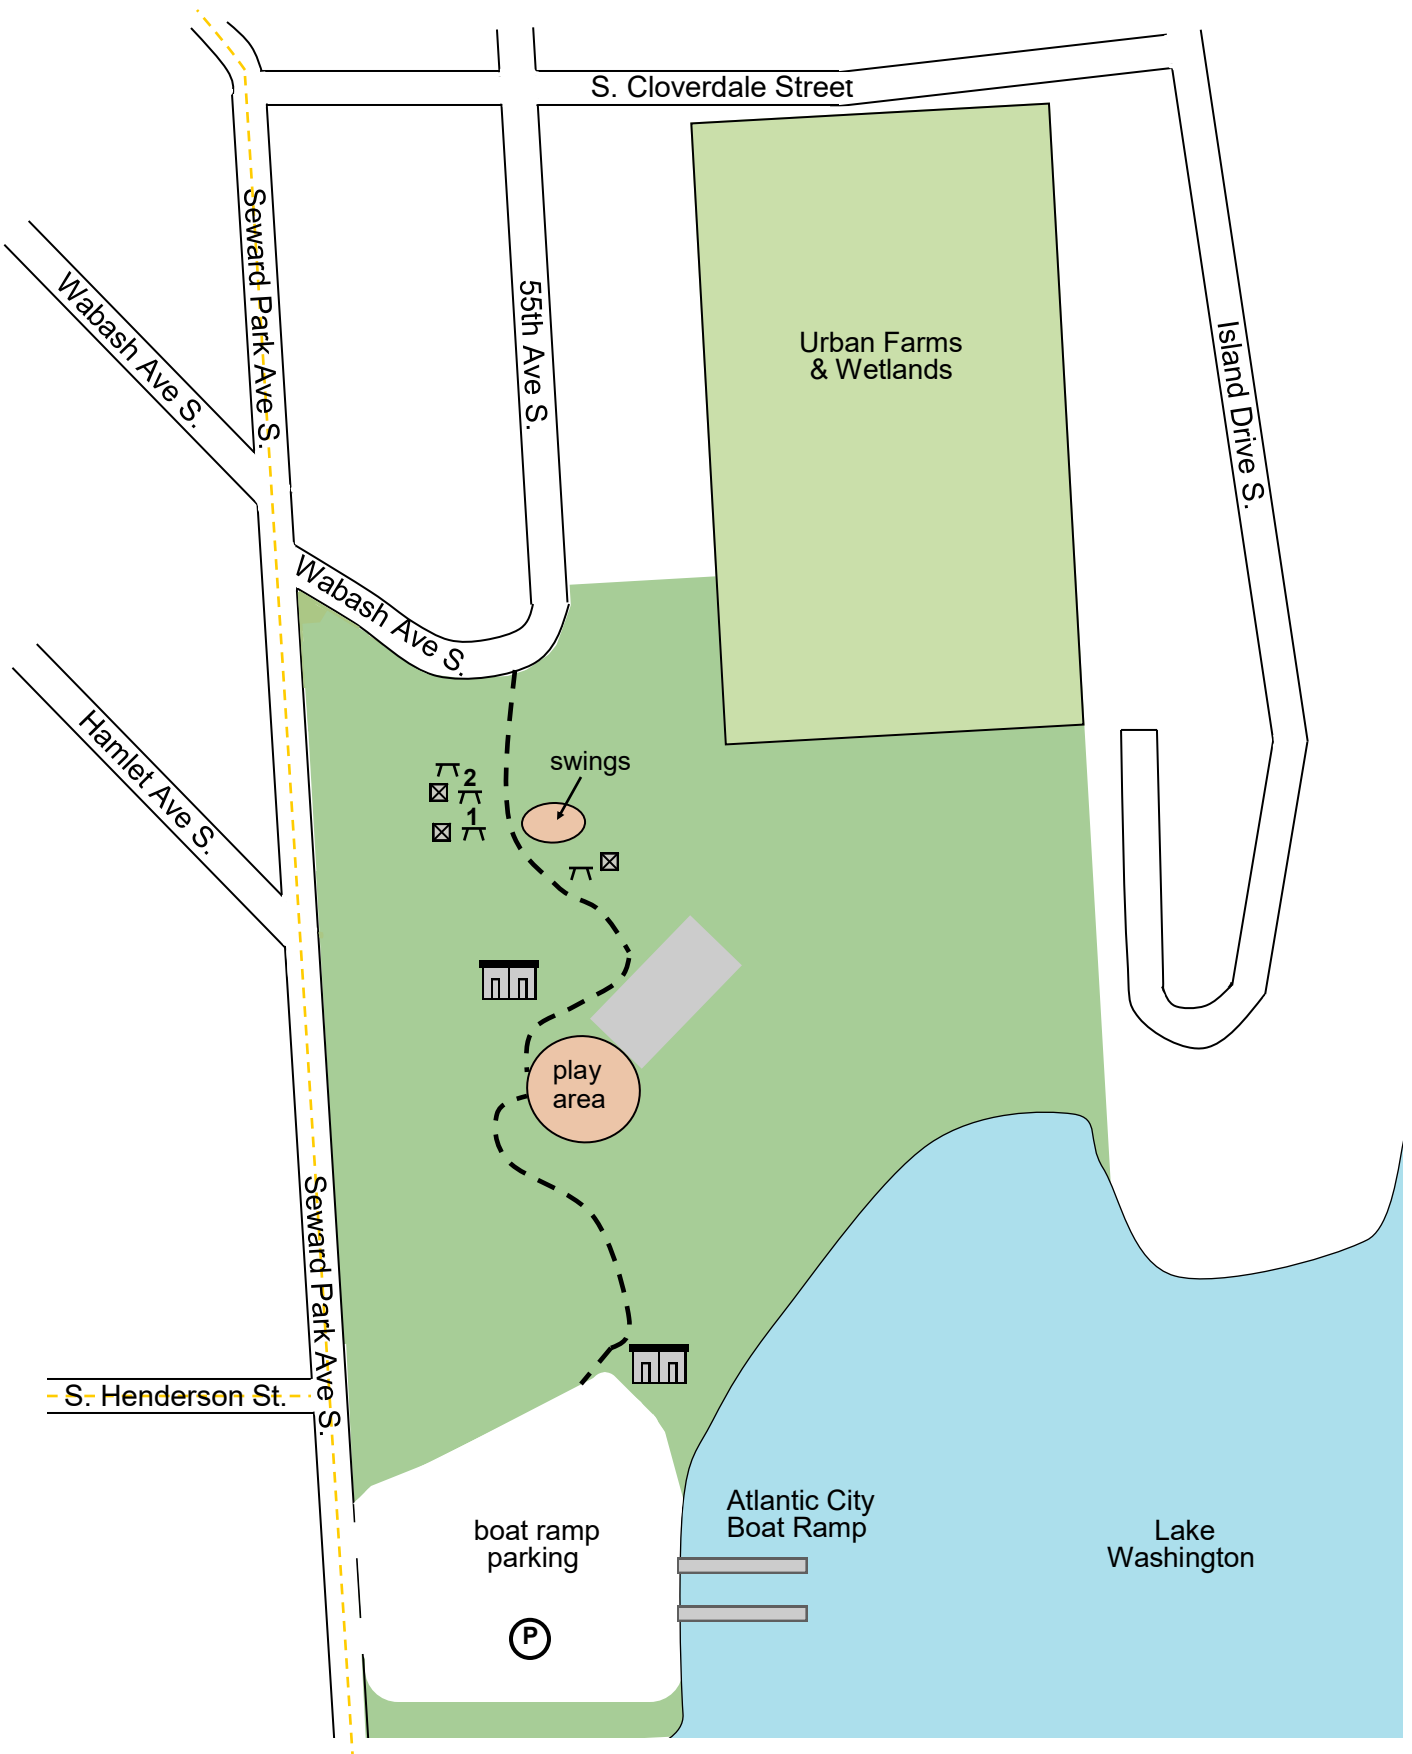 S. Cloverdale Street
Seward Park Ave S.
Wabash Ave S.
55th Ave S.
Island Drive S.
Urban Farms
& Wetlands
Wabash Ave S.
Hamlet Ave S.
swings
2
1
play
area
Seward Park Ave S.
S. Henderson St.
Atlantic City
Boat Ramp
boat ramp
parking
Lake
Washington
P